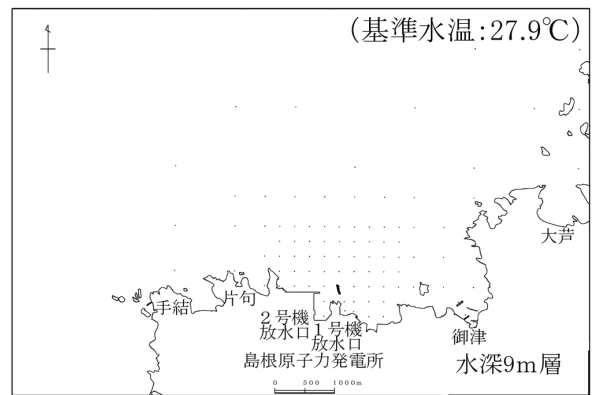 (基準水温:27.9℃)
大芦
手結
片句
2号機
放水口
1号機
放水口
御津
島根原子力発電所
水深9m層
0 500 1000m